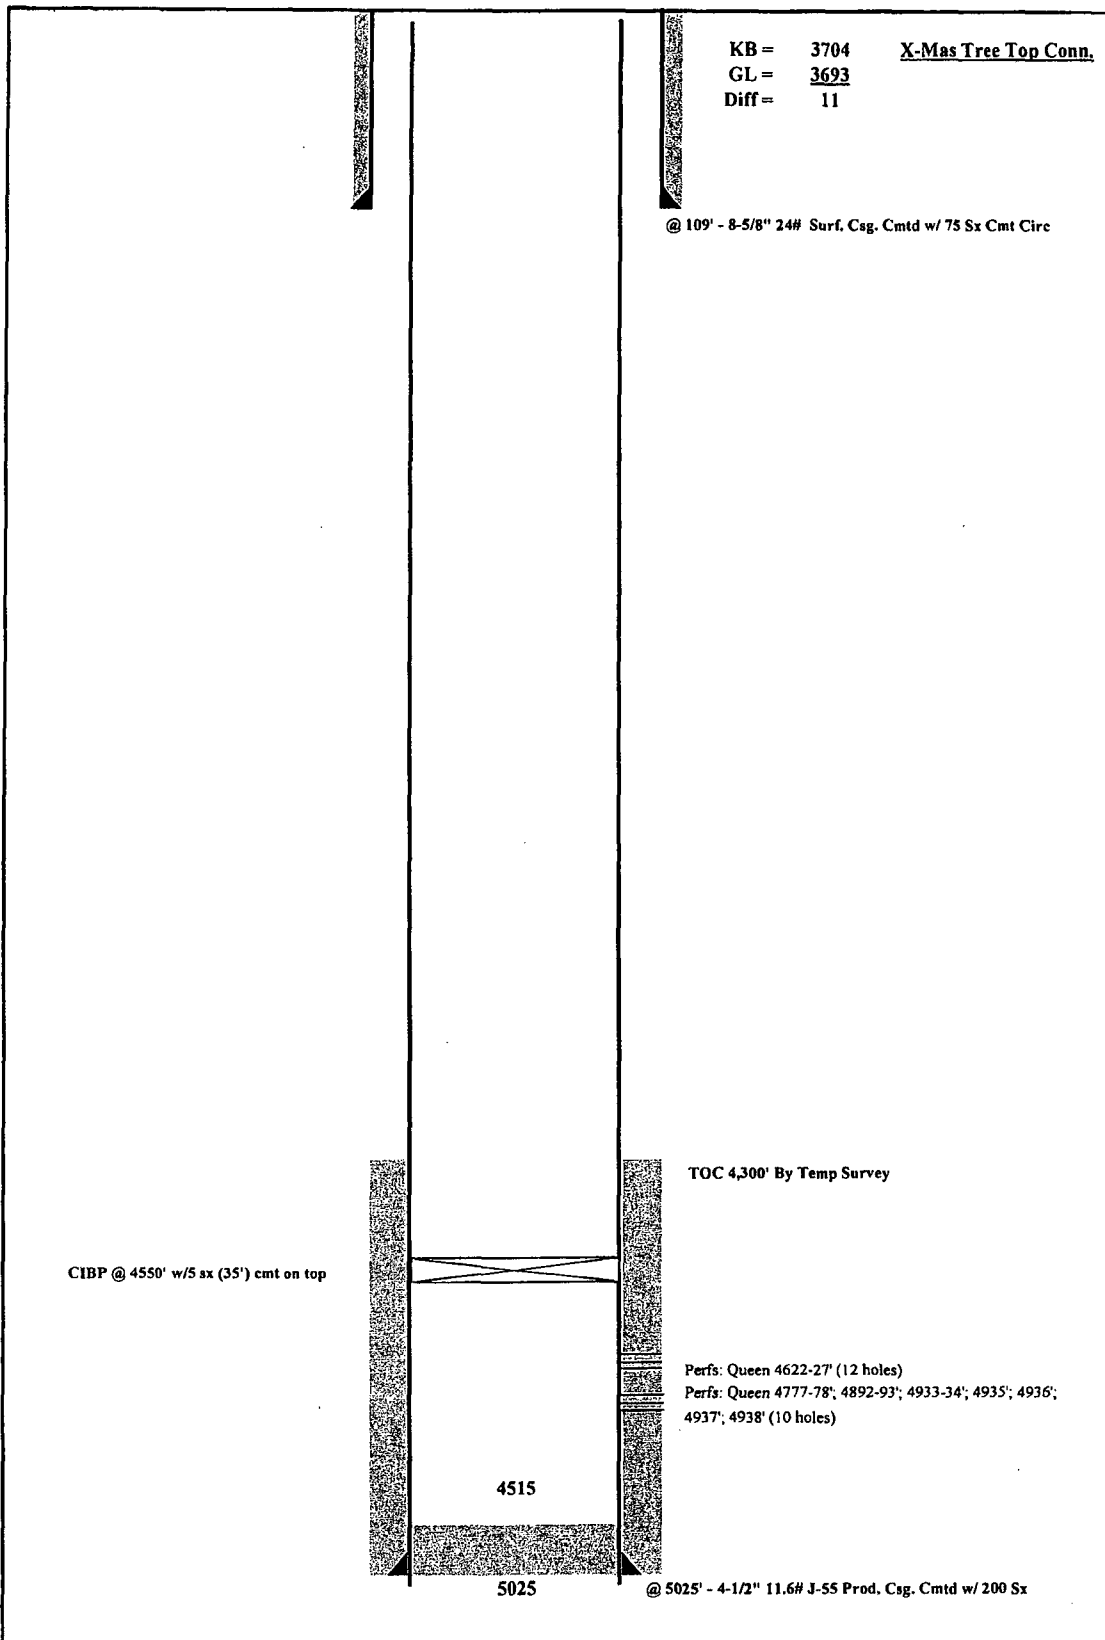 KB = 3704 X-Mas Tree Top Conn.
GL = 3693
Diff = 11
@ 109' - 8-5/8" 24# Surf. Csg. Cmtd w/ 75 Sx Cmt Circ
TOC 4,300' By Temp Survey
CIBP @ 4550' w/5 sx (35') cmt on top
Perfs: Queen 4622-27' (12 holes)
Perfs: Queen 4777-78'; 4892-93'; 4933-34'; 4935'; 4936';
4937'; 4938' (10 holes)
4515
5025
@ 5025' - 4-1/2" 11.6# J-55 Prod. Csg. Cmtd w/ 200 Sx